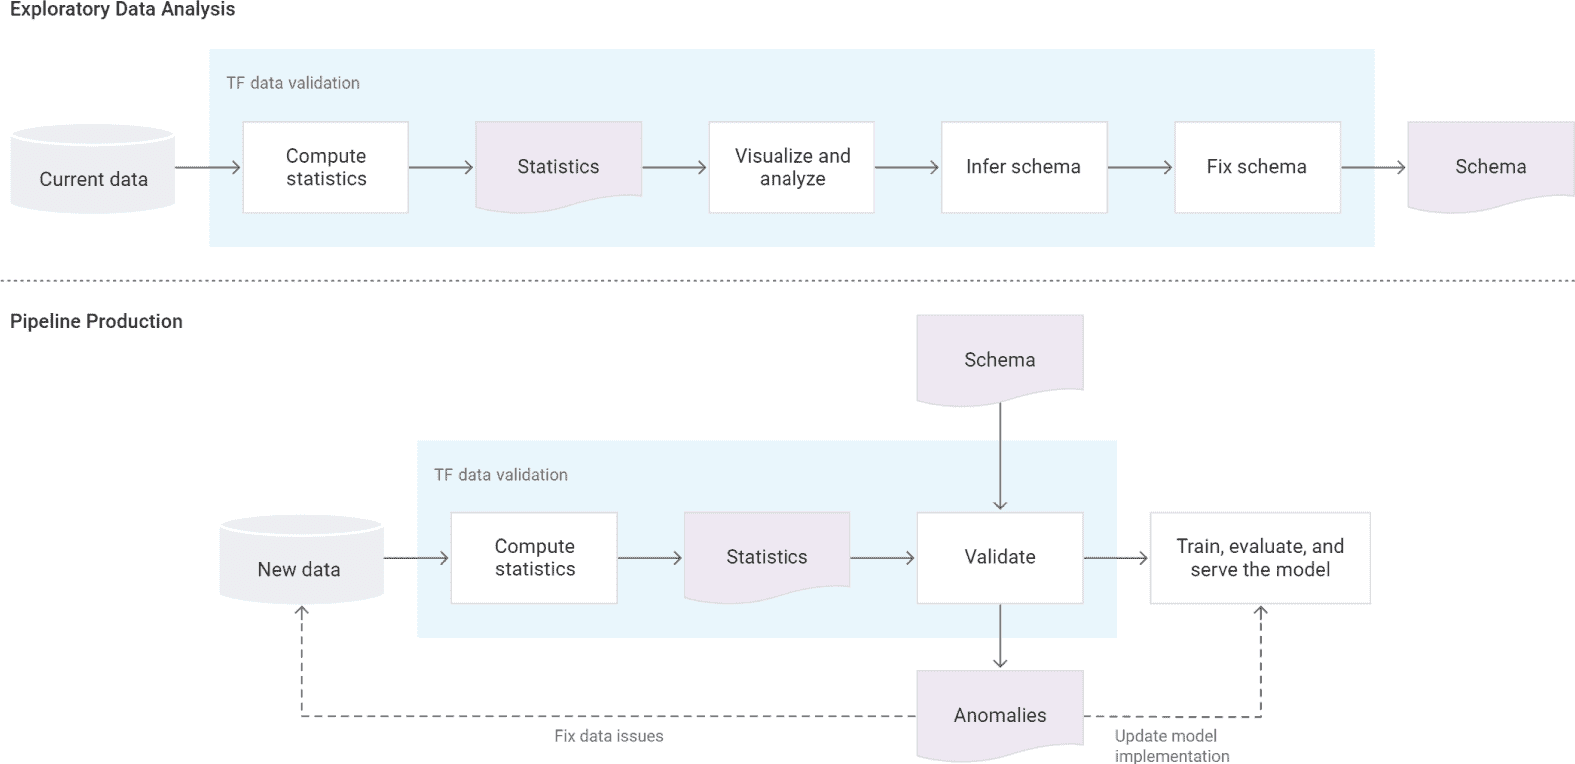 Exploratory Data Analysis
TF data validation
Current data
Compute
statistics
Statistics
Visualize and
analyze
Infer schema
Fix schema
Schema
Pipeline Production
Schema
TF data validation
New data
Compute
statistics
Statistics
Validate
Train, evaluate, and
serve the model
Anomalies
Fix data issues
Update model
implementation